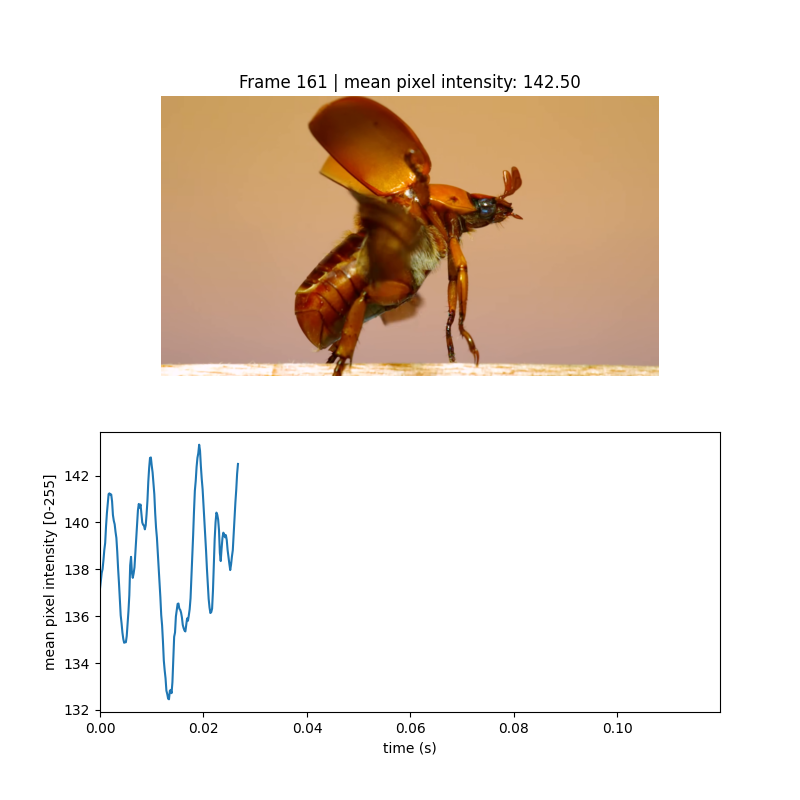 Frame 161 | mean pixel intensity: 142.50
mean pixel intensity [0-255]
142
140
138
136
134
132
0.00 0.02 0.04 0.06 0.08 0.10
time (s)